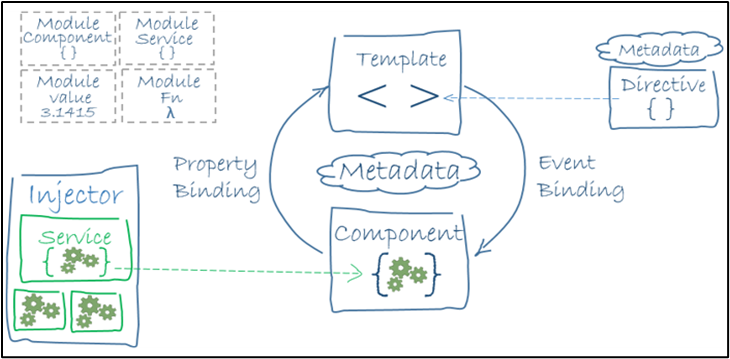 Module
Component
{ }
Module
Service
{ }
Module
value
3.1415
Module
Fn
λ
Template
< >
Metadata
Directive
{ }
Property
Binding
Metadata
Event
Binding
Injector
Service
{ }
Component
{ }